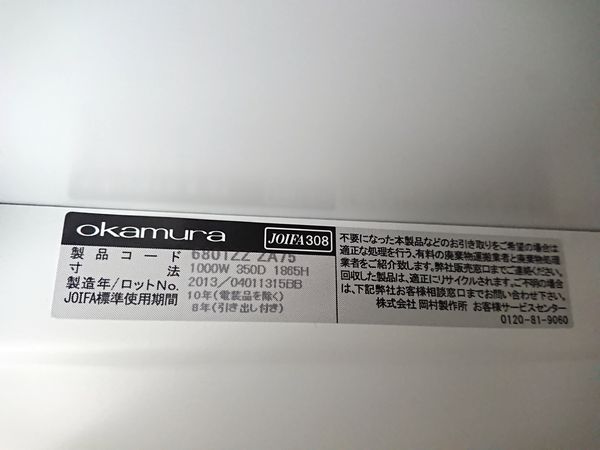 okamura JOIFA308
製品コード 6801ZZ ZA75
寸法 1000W 350D 1865H
製造年/ロットNo. 2013/04011315BB
JOIFA標準使用期間 10年(電装品を除く)
8年(引き出し付き)
不要になった本製品などのお引き取りをご希望の場合は
適正な処理を行う、有料の廃棄物運搬業者と廃棄物処理
業者をご紹介致します。弊社販売窓口までご連絡ください。
回収した製品は、適正にリサイクルされます。ご不明の場合
は、下記弊社お客様相談窓口までお問い合わせ下さい。
株式会社 岡村製作所 お客様サービスセンター
0120-81-9060